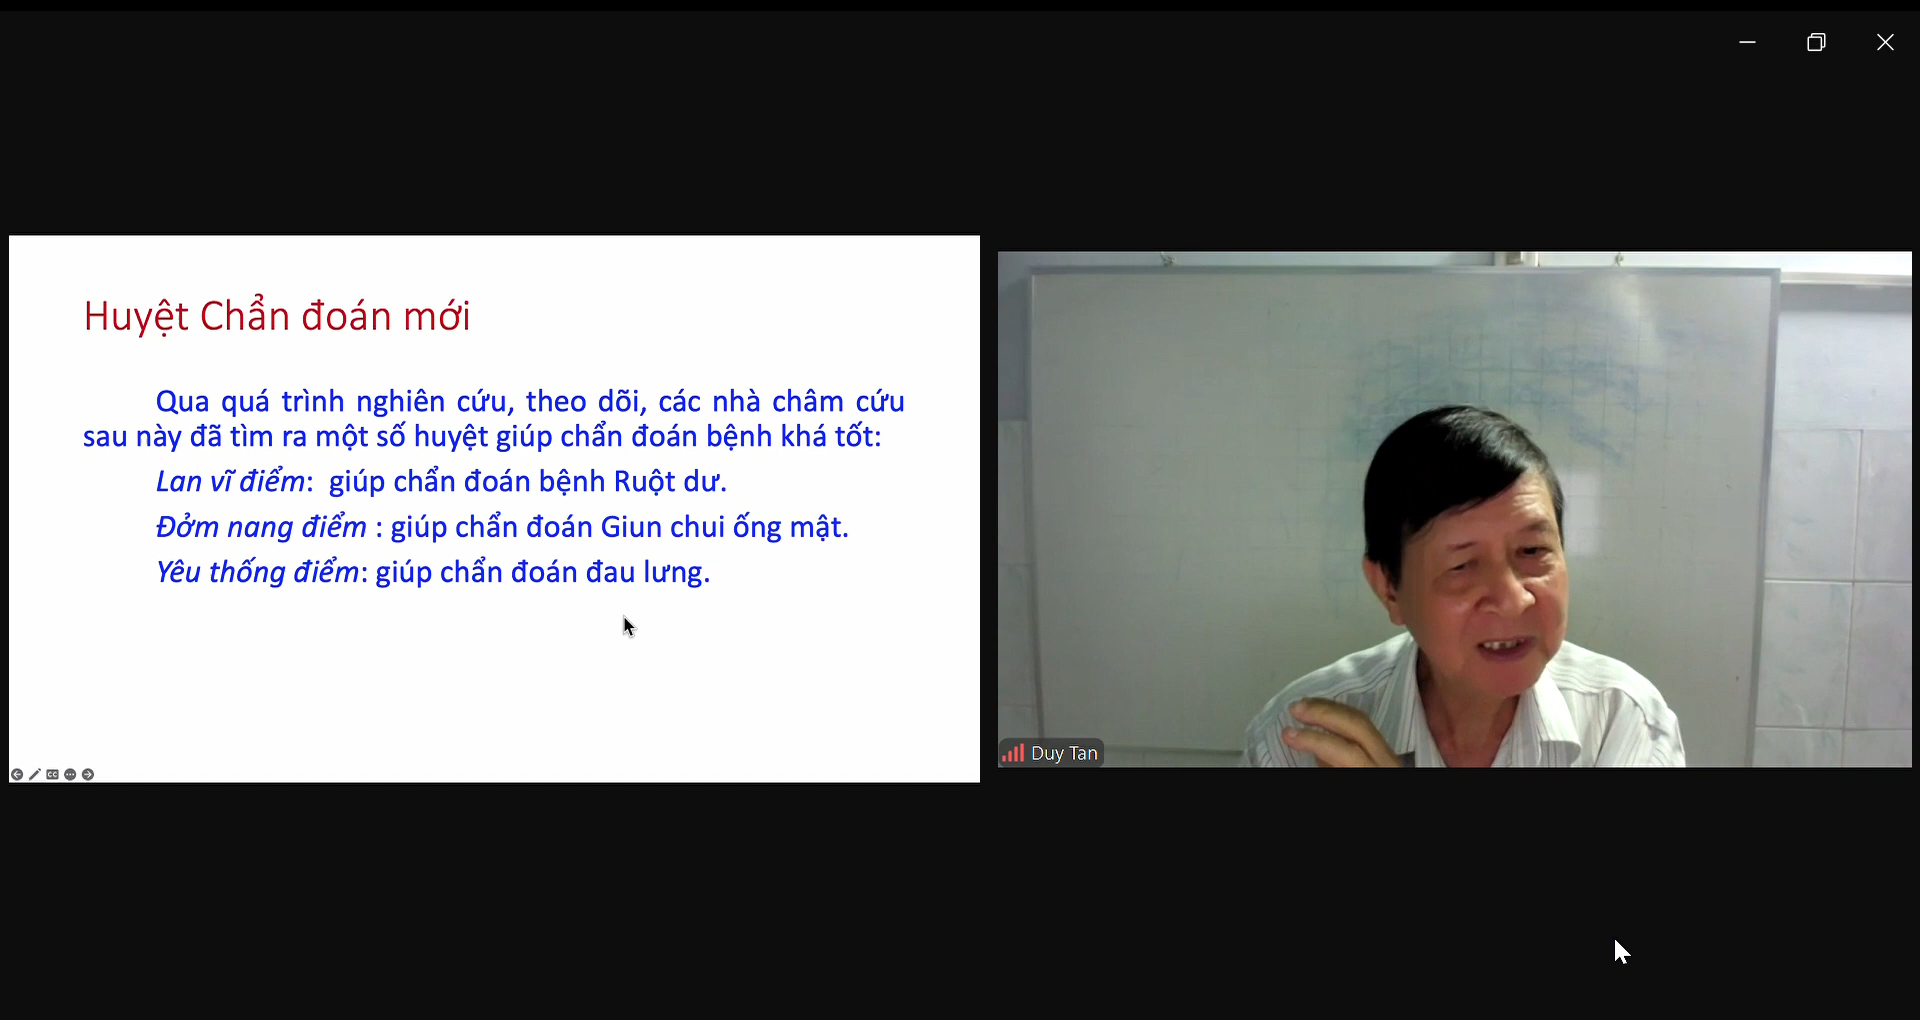 Huyệt Chẩn đoán mới
Qua quá trình nghiên cứu, theo dõi, các nhà châm cứu
sau này đã tìm ra một số huyệt giúp chẩn đoán bệnh khá tốt:
Lan vĩ điểm: giúp chẩn đoán bệnh Ruột dư.
Đởm nang điểm : giúp chẩn đoán Giun chui ống mật.
Yêu thống điểm: giúp chẩn đoán đau lưng.
Duy Tan